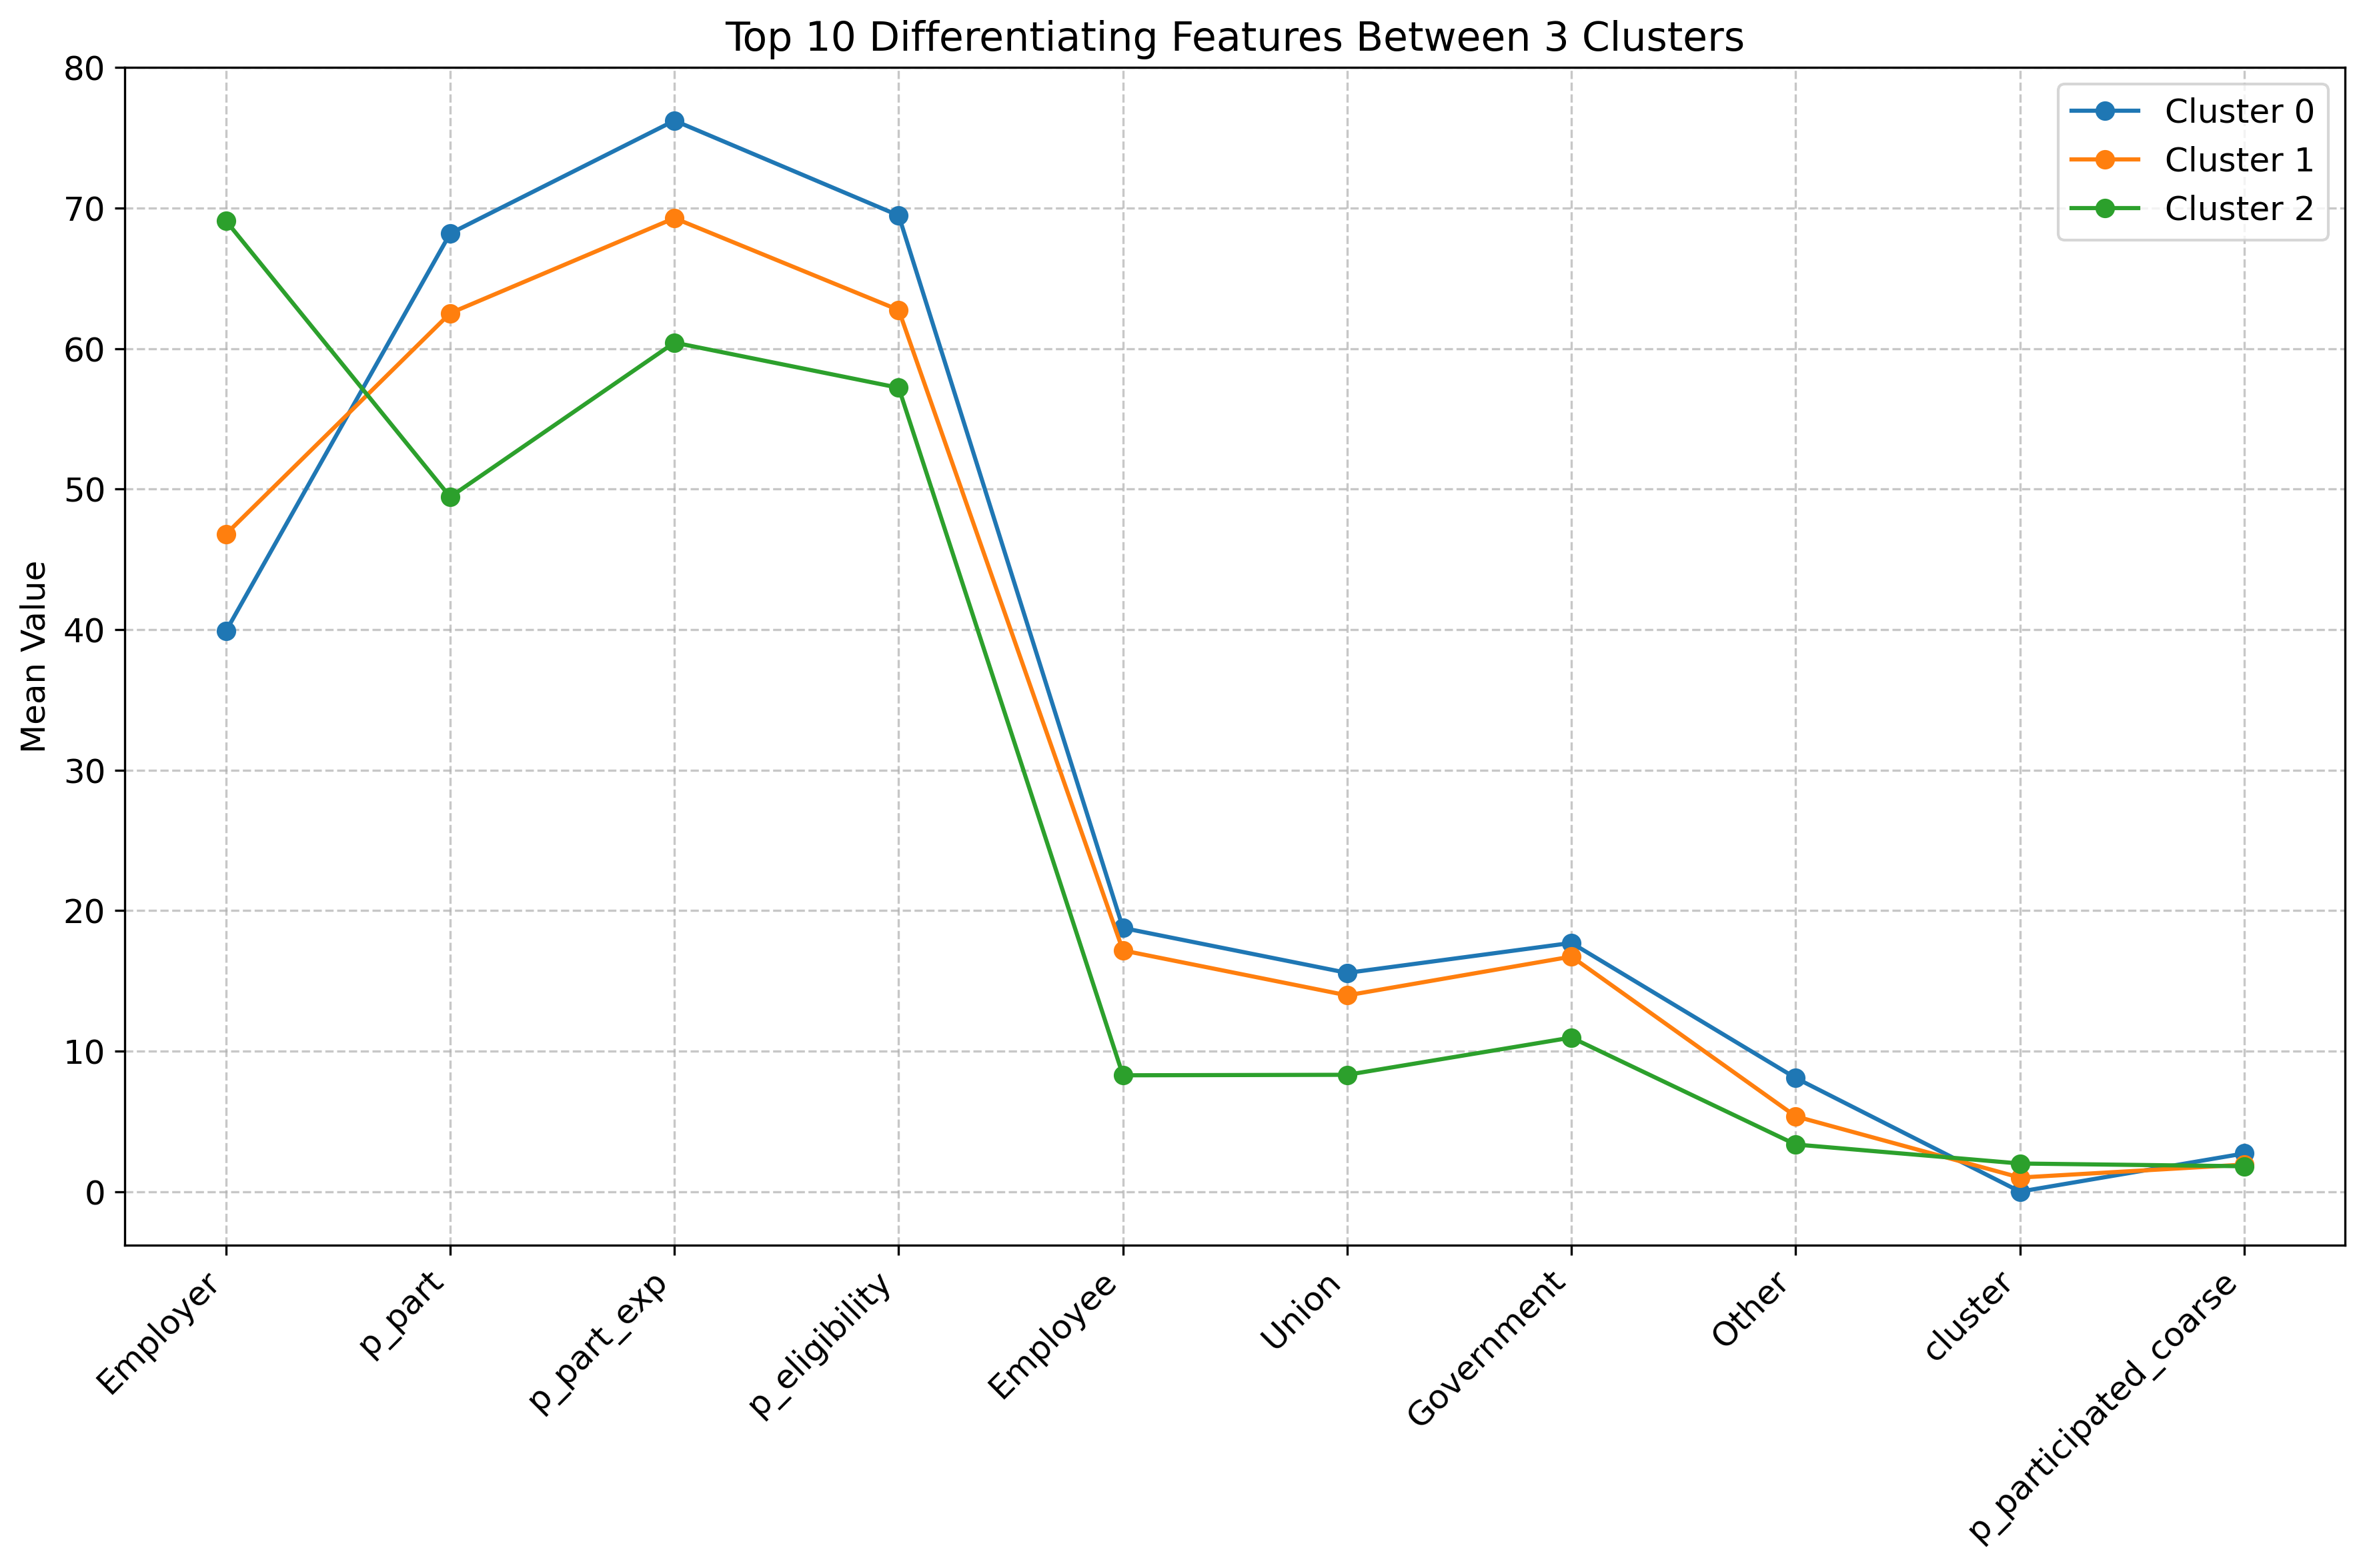 Top 10 Differentiating Features Between 3 Clusters
80
70
60
50
40
30
20
10
0
Mean Value
Cluster 0
Cluster 1
Cluster 2
Employer
p_part
p_part_exp
p_eligibility
Employee
Union
Government
Other
cluster
p_participated_coarse